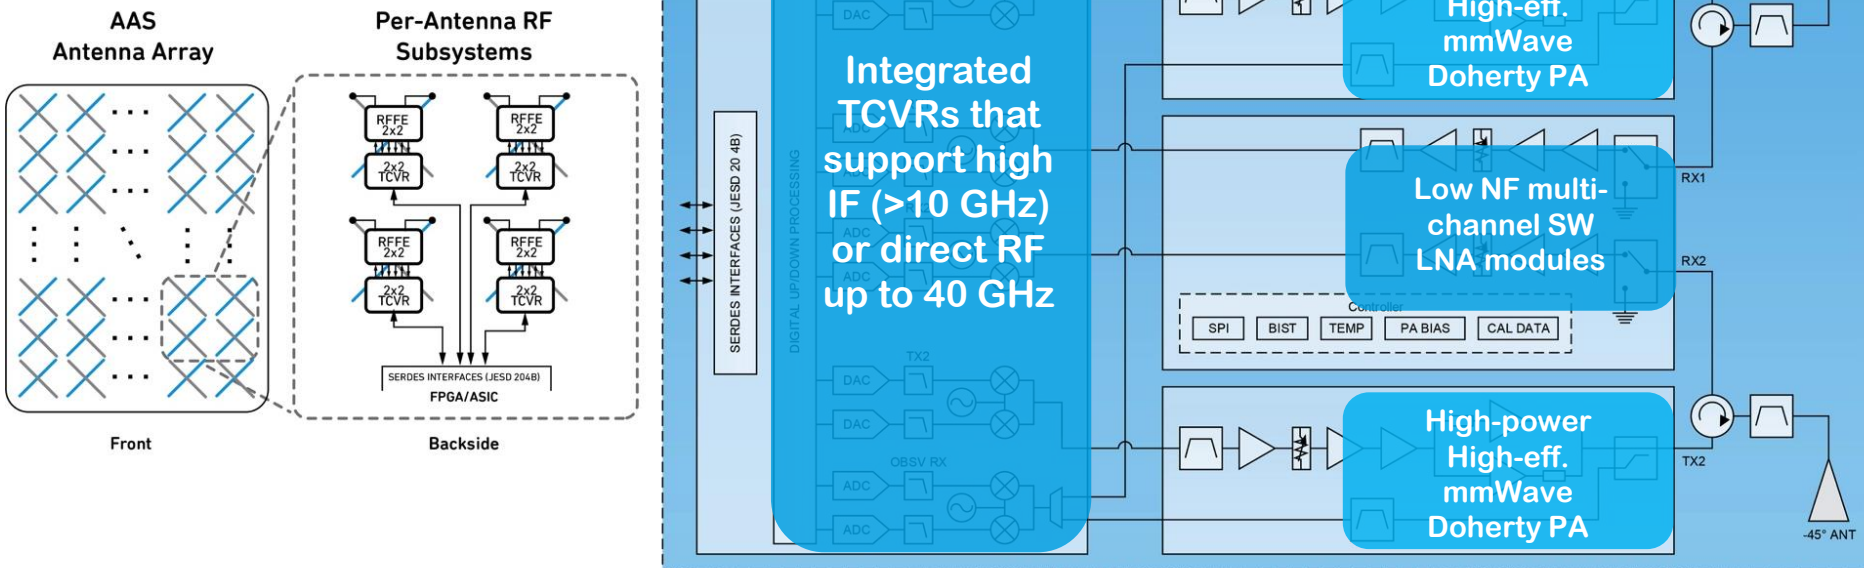 AAS
Antenna Array
Front
Per-Antenna RF
Subsystems
RFFE
2x2
2x2
TCVR
RFFE
2x2
2x2
TCVR
RFFE
2x2
2x2
TCVR
RFFE
2x2
2x2
TCVR
SERDES INTERFACES (JESD 204B)
FPGA/ASIC
Backside
SERDES INTERFACES (JESD 20 4B)
DIGITAL UP/DOWN PROCESSING
DAC
Integrated
TCVRs that
support high
IF (>10 GHz)
or direct RF
up to 40 GHz
ADC
ADC
ADC
ADC
TX2
DAC
DAC
OBSV RX
ADC
ADC
High-eff.
mmWave
Doherty PA
Low NF multi-
channel SW
LNA modules
RX1
RX2
Controller
SPI
BIST
TEMP
PA BIAS
CAL DATA
High-power
High-eff.
mmWave
Doherty PA
TX2
-45° ANT